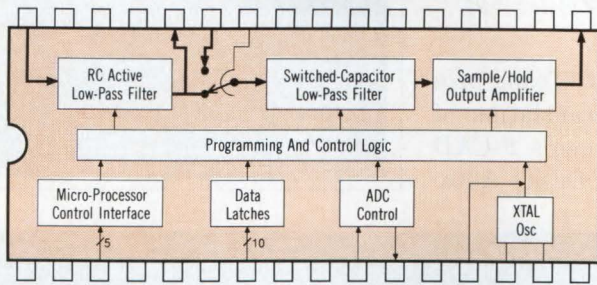 RC Active
Low-Pass Filter
Switched-Capacitor
Low-Pass Filter
Sample/Hold
Output Amplifier
Programming And Control Logic
Micro-Processor
Control Interface
Data
Latches
ADC
Control
XTAL
Osc
5
10